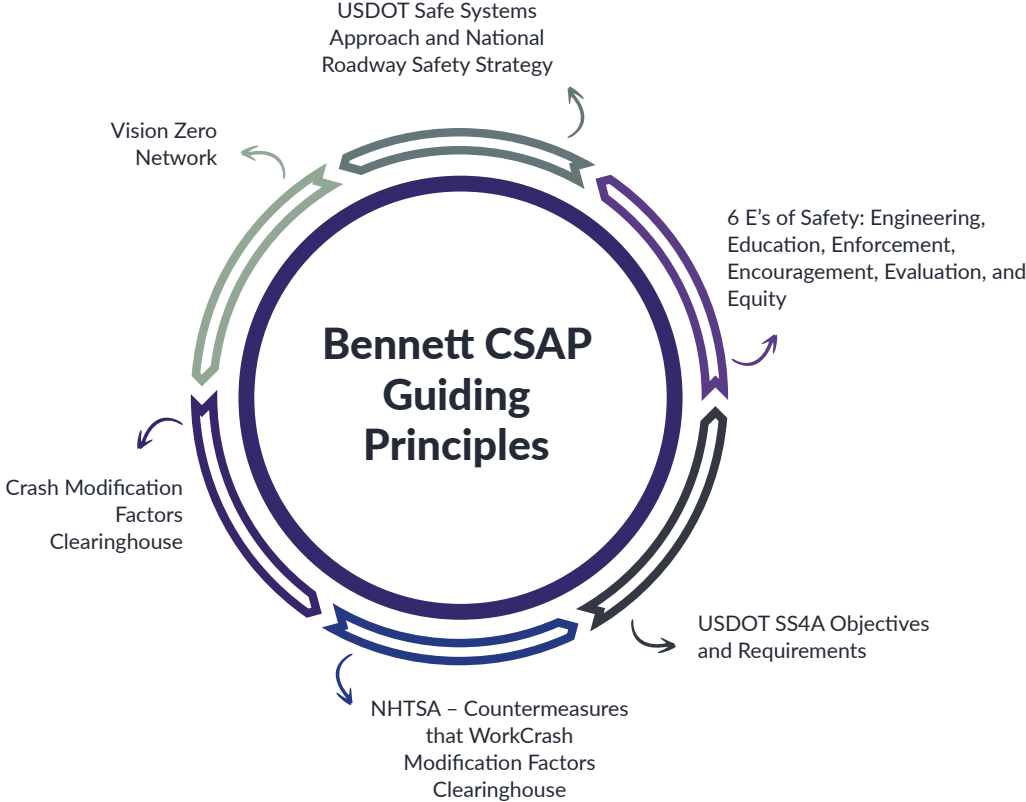 USDOT Safe Systems
Approach and National
Roadway Safety Strategy
Vision Zero
Network
6 E’s of Safety: Engineering,
Education, Enforcement,
Encouragement, Evaluation, and
Equity
Bennett CSAP
Guiding
Principles
Crash Modification
Factors
Clearinghouse
USDOT SS4A Objectives
and Requirements
NHTSA – Countermeasures
that WorkCrash
Modification Factors
Clearinghouse